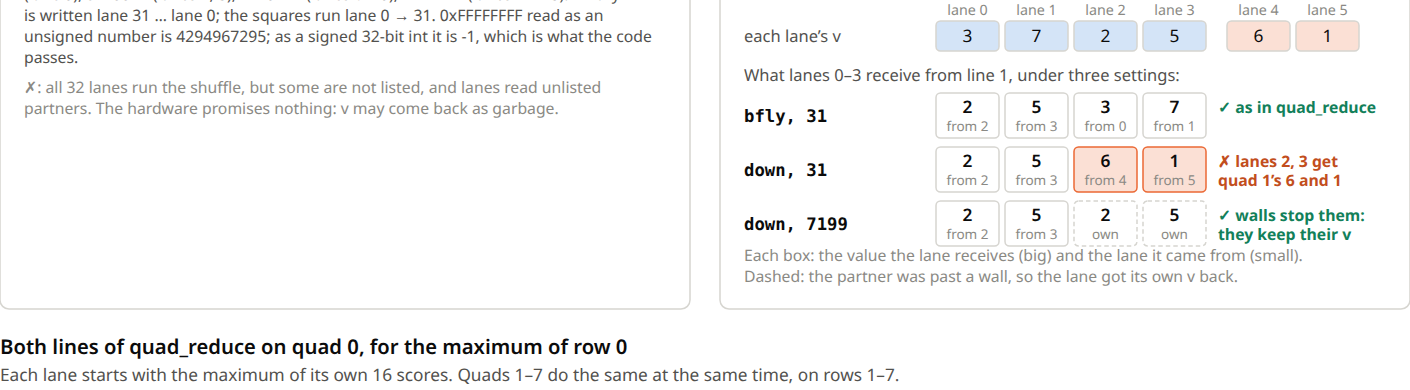 is written lane 31 ... lane 0; the squares run lane 0 → 31. 0xFFFFFFFF read as an
unsigned number is 4294967295; as a signed 32-bit int it is -1, which is what the code
passes.
✗: all 32 lanes run the shuffle, but some are not listed, and lanes read unlisted
partners. The hardware promises nothing: v may come back as garbage.
lane 0 lane 1 lane 2 lane 3 lane 4 lane 5
each lane’s v 3 7 2 5 6 1
What lanes 0–3 receive from line 1, under three settings:
bfly, 31
2 5 3 7
from 2 from 3 from 0 from 1
✓ as in quad_reduce
down, 31
2 5 6 1
from 2 from 3 from 4 from 5
✗ lanes 2, 3 get
quad 1’s 6 and 1
down, 7199
2 5 2 5
from 2 from 3 own own
✓ walls stop them:
they keep their v
Each box: the value the lane receives (big) and the lane it came from (small).
Dashed: the partner was past a wall, so the lane got its own v back.
Both lines of quad_reduce on quad 0, for the maximum of row 0
Each lane starts with the maximum of its own 16 scores. Quads 1–7 do the same at the same time, on rows 1–7.